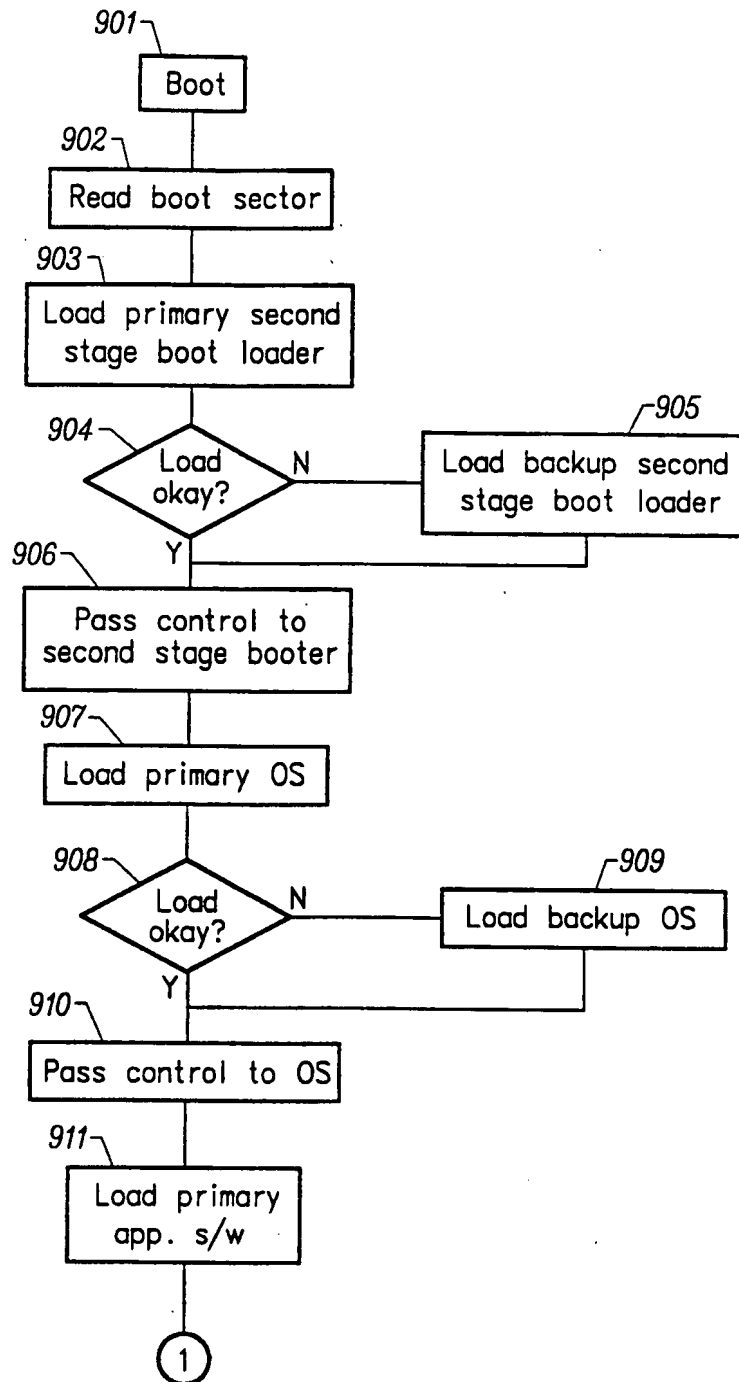 901
Boot
902
Read boot sector
903
Load primary second
stage boot loader
904
Load
okay?
N
Y
905
Load backup second
stage boot loader
906
Pass control to
second stage booter
907
Load primary OS
908
Load
okay?
N
Y
909
Load backup OS
910
Pass control to OS
911
Load primary
app. s/w
1